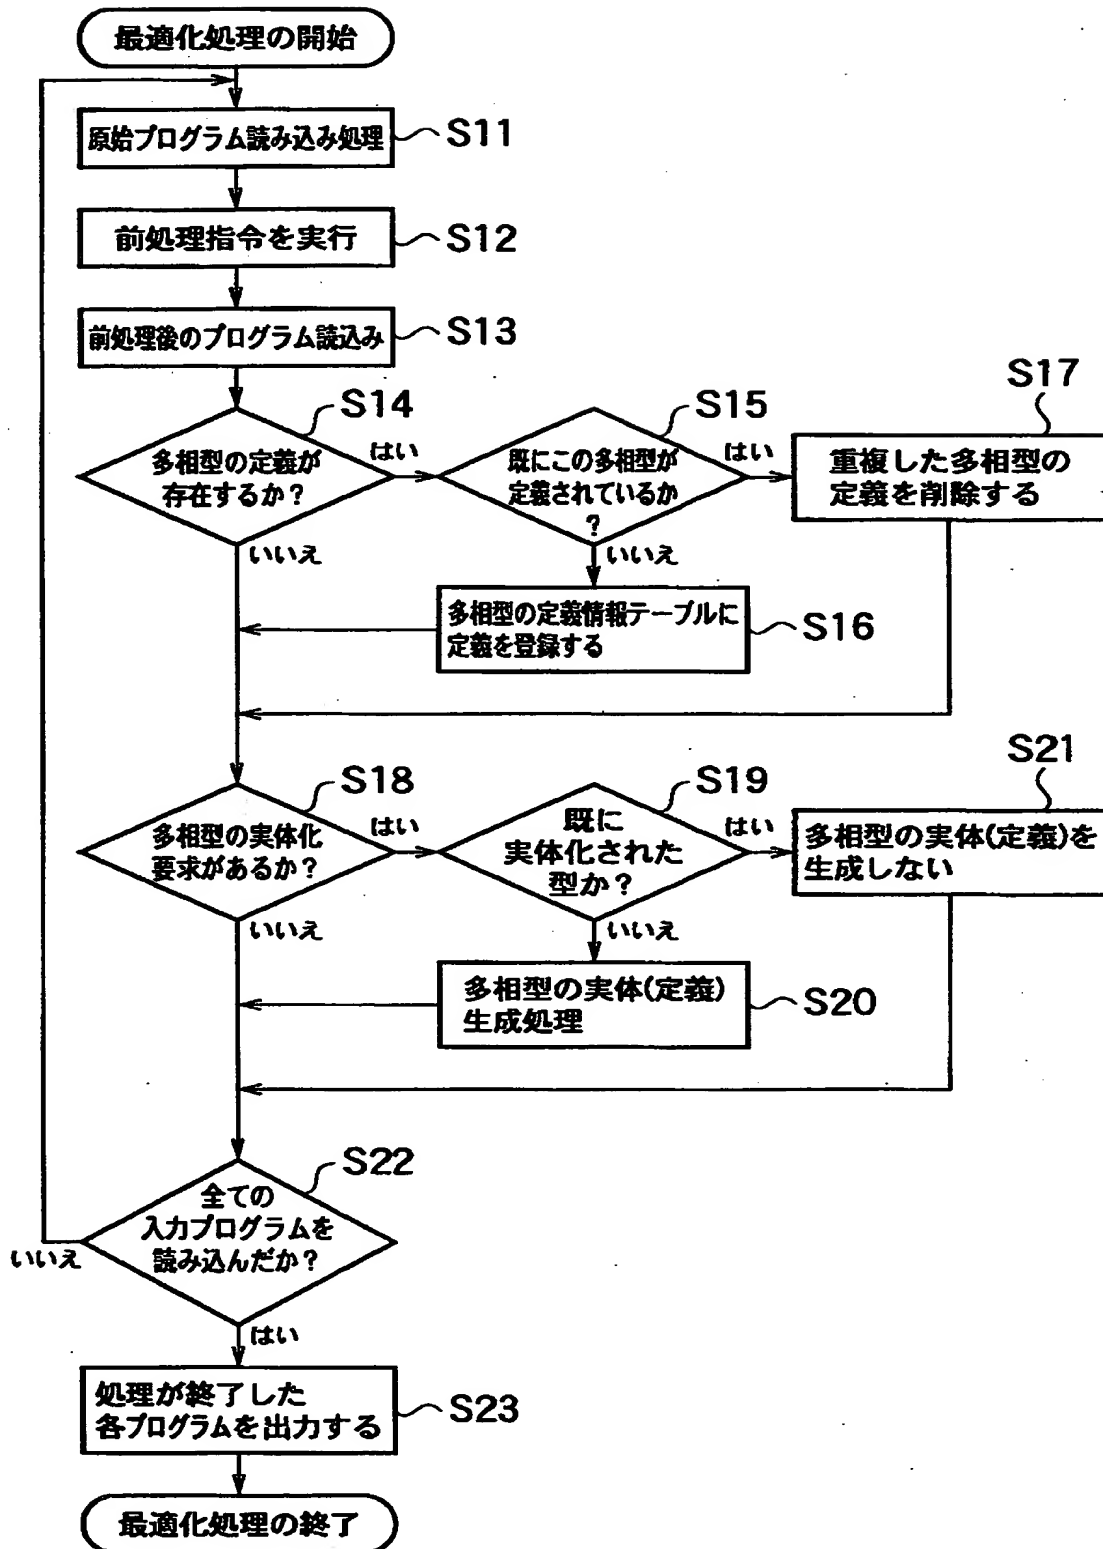 最適化処理の開始
原始プログラム読み込み処理
S11
前処理指令を実行
S12
前処理後のプログラム読込み
S13
S14
多相型の定義が
存在するか?
はい
いいえ
S15
既にこの多相型が
定義されているか
?
はい
いいえ
S17
重複した多相型の
定義を削除する
多相型の定義情報テーブルに
定義を登録する
S16
S18
多相型の実体化
要求があるか?
はい
いいえ
S19
既に
実体化された
型か?
はい
いいえ
S21
多相型の実体(定義)を
生成しない
多相型の実体(定義)
生成処理
S20
S22
全ての
入力プログラムを
読み込んだか?
いいえ
はい
処理が終了した
各プログラムを出力する
S23
最適化処理の終了